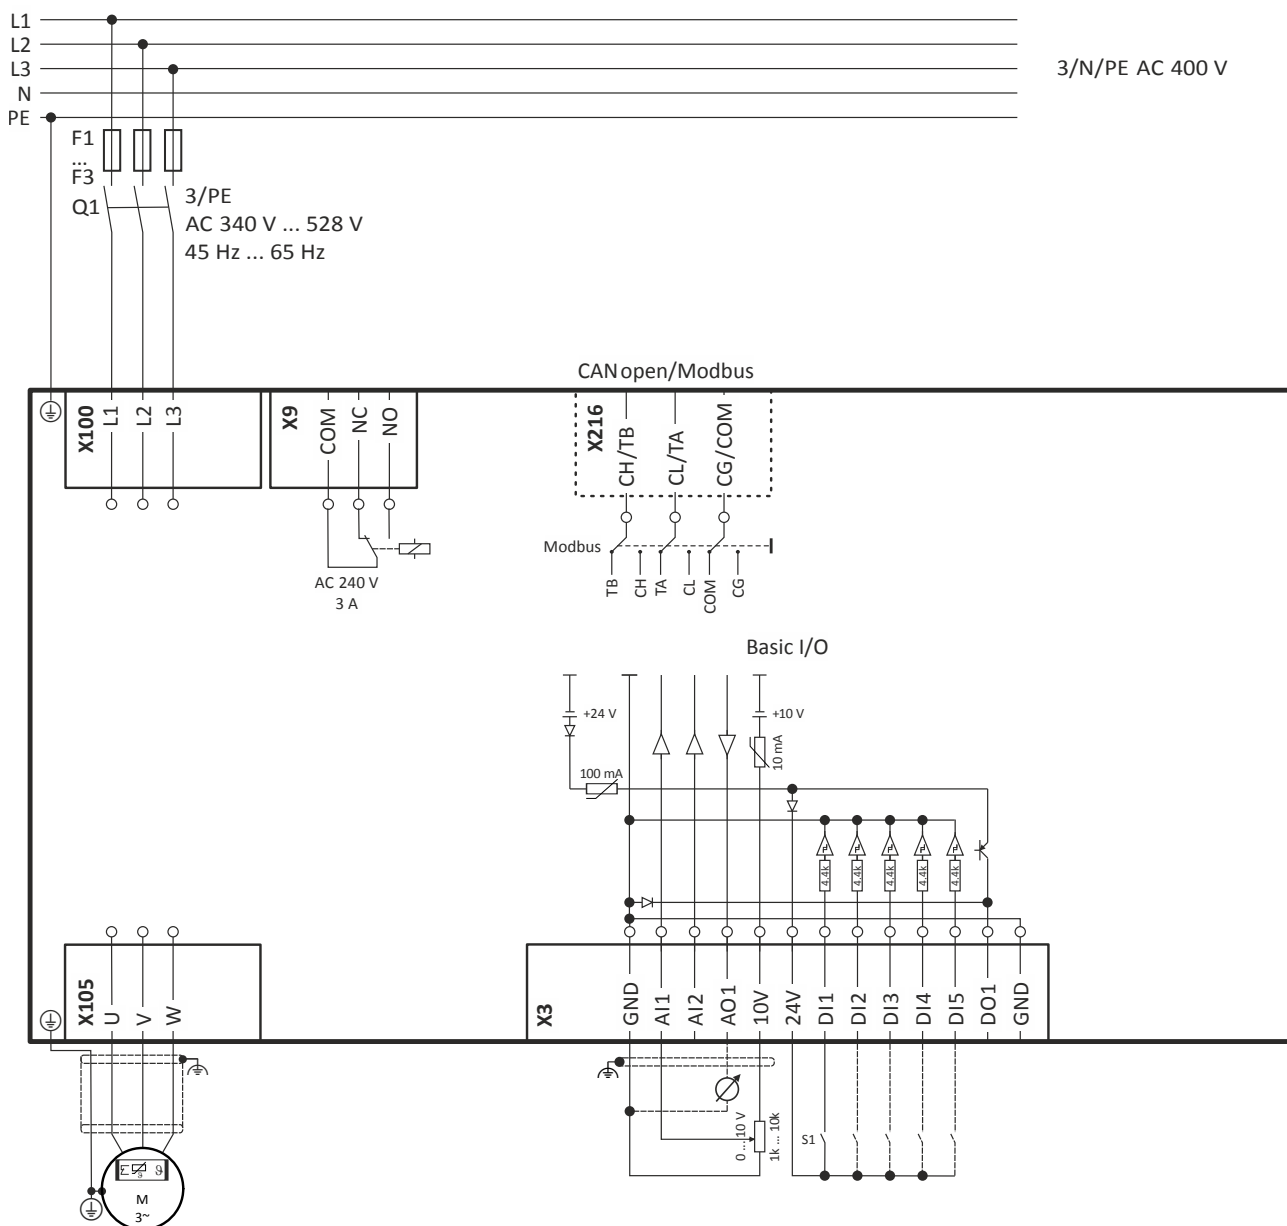 L1
L2
L3
N
PE
3/N/PE AC 400 V
F1
...
F3
Q1
3/PE
AC 340 V ... 528 V
45 Hz ... 65 Hz
CANopen/Modbus
X100
L1
L2
L3
X9
COM
NC
NO
X216
CH/TB
CL/TA
CG/COM
Modbus
TB
CH
TA
CL
COM
CG
AC 240 V
3 A
Basic I/O
+24 V
+10 V
10 mA
100 mA
4.4k
4.4k
4.4k
4.4k
4.4k
X105
U
V
W
X3
GND
AI1
AI2
AO1
10V
24V
DI1
DI2
DI3
DI4
DI5
DO1
GND
0 ... 10 V
1k ... 10k
S1
ϑ
M
3~